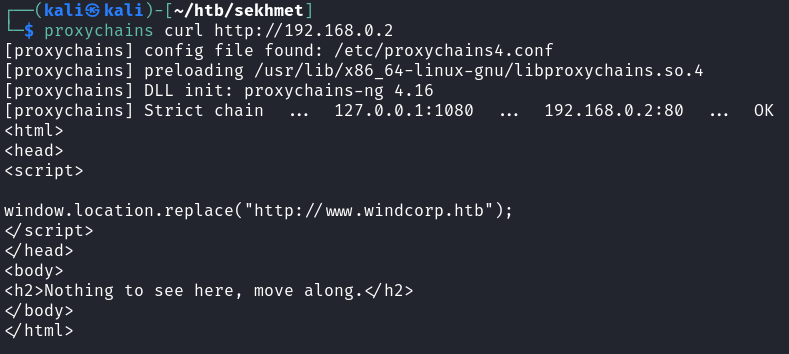 ┌──(kali㉿kali)-[~/htb/sekhmet]
└─$ proxychains curl http://192.168.0.2
[proxychains] config file found: /etc/proxychains4.conf
[proxychains] preloading /usr/lib/x86_64-linux-gnu/libproxychains.so.4
[proxychains] DLL init: proxychains-ng 4.16
[proxychains] Strict chain  ...  127.0.0.1:1080  ...  192.168.0.2:80  ...  OK
<html>
<head>
<script>
window.location.replace("http://www.windcorp.htb");
</script>
</head>
<body>
<h2>Nothing to see here, move along.</h2>
</body>
</html>